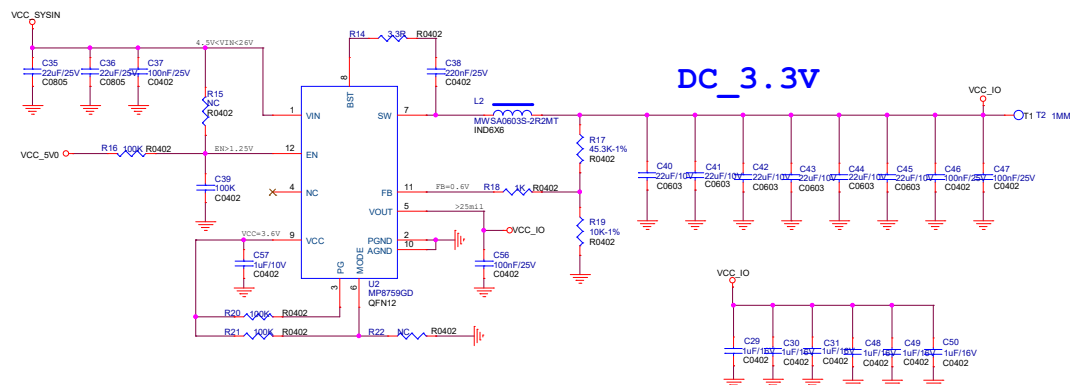 VCC_SYSIN
4.5V<VIN<26V
C35
22uF/25V
C0805
C36
22uF/25V
C0805
C37
100nF/25V
C0402
R15
NC
R0402
VCC_5V0
R16
100K
R0402
EN>1.25V
C39
100K
C0402
R14
3.3R
R0402
C38
220nF/25V
C0402
8
BST
1
VIN
SW
7
12
EN
4
NC
FB
11
VOUT
5
9
VCC
PGND
2
AGND
10
PG
3
MODE
6
U2
MP8759GD
QFN12
VCC=3.6V
C57
1uF/10V
C0402
R20
100K
R0402
R21
100K
R0402
R22
NC
R0402
L2
MWSA0603S-2R2MT
IND6X6
FB=0.6V
R18
1K
R0402
>25mil
VCC_IO
C56
100nF/25V
C0402
R17
45.3K-1%
R0402
R19
10K-1%
R0402
DC_3.3V
VCC_IO
T1
T2
1MM
C40
22uF/10V
C0603
C41
22uF/10V
C0603
C42
22uF/10V
C0603
C43
22uF/10V
C0603
C44
22uF/10V
C0603
C45
22uF/10V
C0603
C46
100nF/25V
C0402
C47
100nF/25V
C0402
VCC_IO
C29
1uF/16V
C0402
C30
1uF/16V
C0402
C31
1uF/16V
C0402
C48
1uF/16V
C0402
C49
1uF/16V
C0402
C50
1uF/16V
C0402